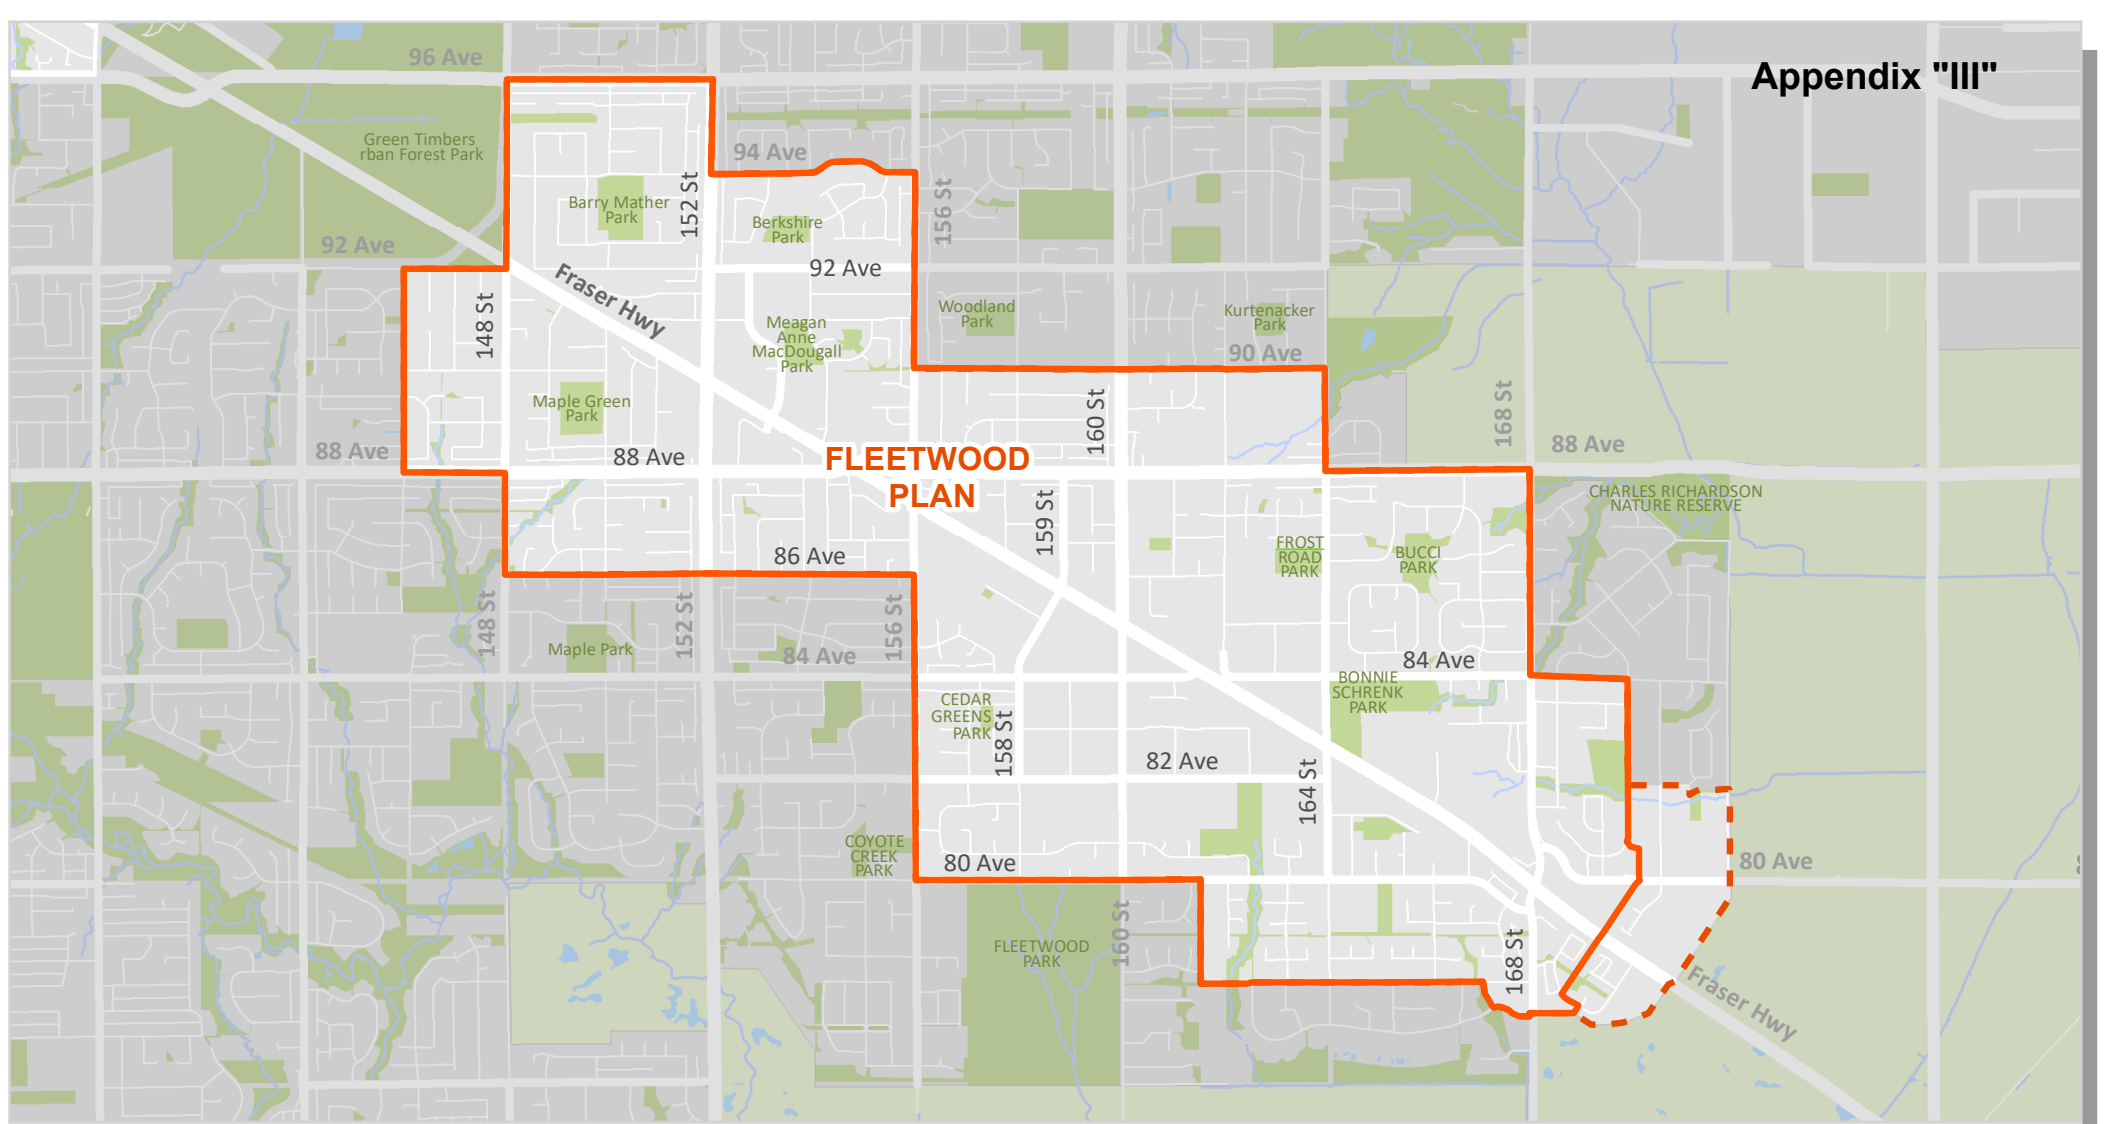 96 Ave
Appendix "III"
Green Timbers
rban Forest Park
94 Ave
152 St
156 St
Barry Mather
Park
Berkshire
Park
92 Ave
92 Ave
Fraser Hwy
148 St
Woodland
Park
Kurtenacker
Park
Meagan
Anne
MacDougall
Park
90 Ave
Maple Green
Park
160 St
168 St
88 Ave
88 Ave
88 Ave
FLEETWOOD
PLAN
CHARLES RICHARDSON
NATURE RESERVE
159 St
86 Ave
FROST
ROAD
PARK
BUCCI
PARK
148 St
152 St
156 St
Maple Park
84 Ave
84 Ave
BONNIE
SCHRENK
PARK
CEDAR
GREENS
PARK
158 St
82 Ave
164 St
COYOTE
CREEK
PARK
80 Ave
80 Ave
FLEETWOOD
PARK
160 St
168 St
Fraser Hwy